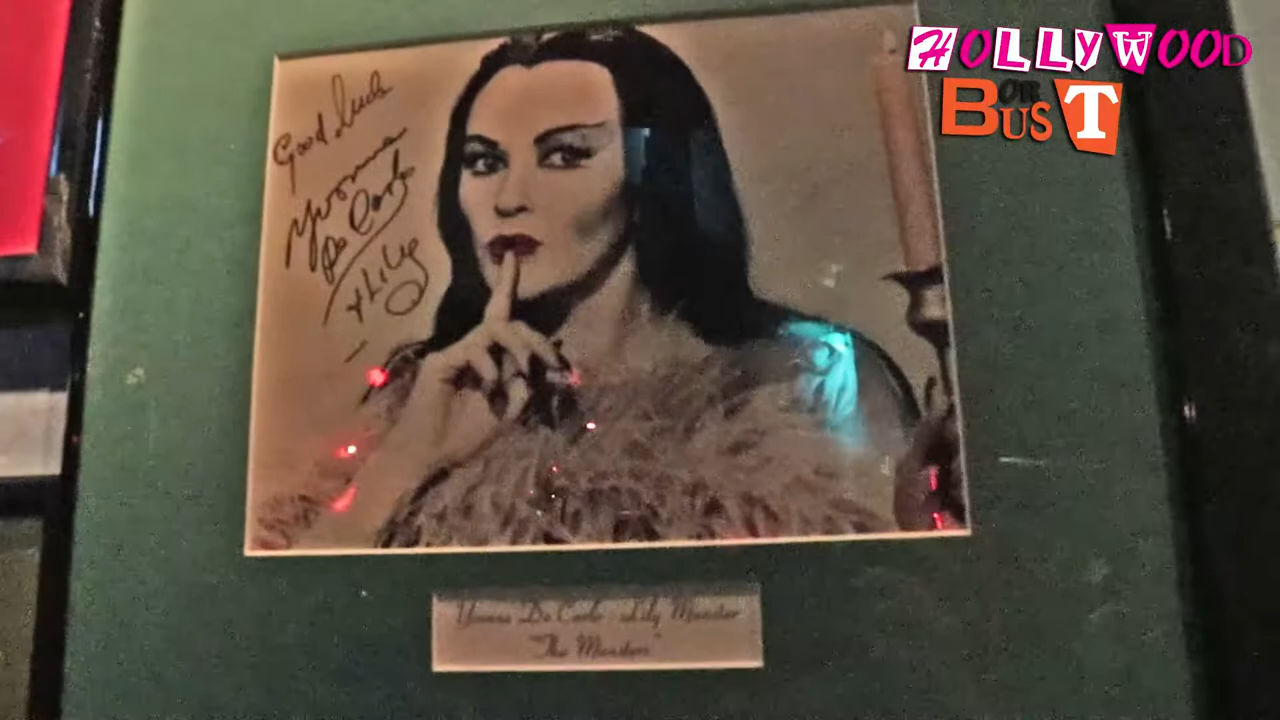 Good Luck
Yvonne
De Carlo
+ Lily
HOLLYWOOD
OR
BUST
Yvonne De Carlo - Lily Munster
"The Munsters"